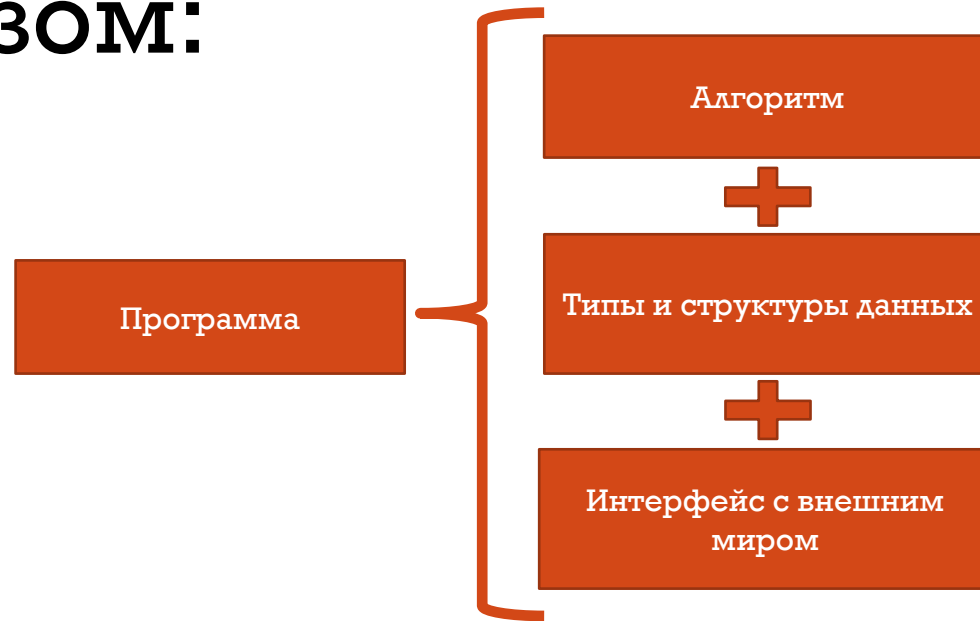 зом:
Алгоритм
Программа
Типы и структуры данных
Интерфейс с внешним
миром